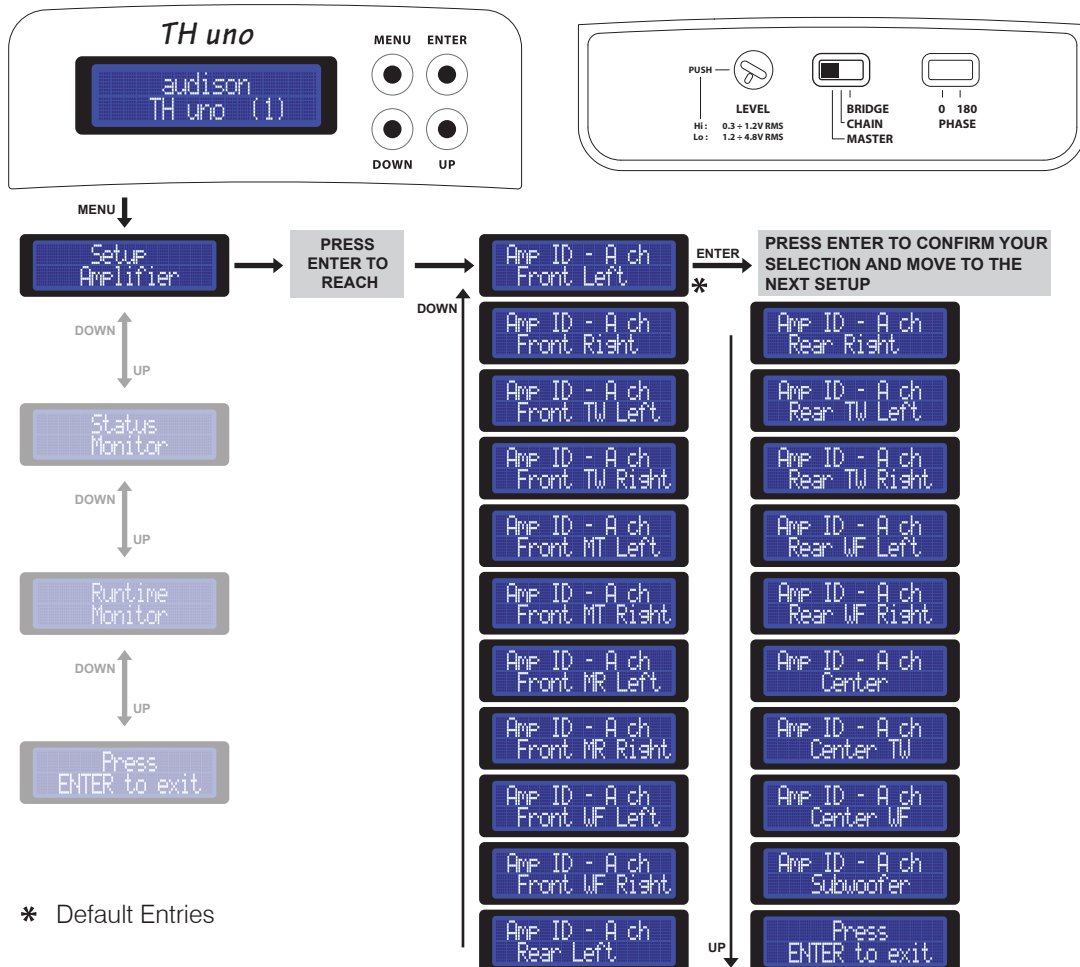 TH uno
audison
TH uno (1)
MENU ENTER
DOWN UP
PUSH
LEVEL
Hi : 0.3 ÷ 1.2V RMS
Lo : 1.2 ÷ 4.8V RMS
BRIDGE
CHAIN
MASTER
0 180
PHASE
MENU
Setup
Amplifier
DOWN
UP
Status
Monitor
DOWN
UP
Runtime
Monitor
DOWN
UP
Press
ENTER to exit
* Default Entries
PRESS
ENTER TO
REACH
DOWN
Amp ID - A ch
Front Left
ENTER
*
Amp ID - A ch
Front Right
Amp ID - A ch
Front TW Left
Amp ID - A ch
Front TW Right
Amp ID - A ch
Front MT Left
Amp ID - A ch
Front MT Right
Amp ID - A ch
Front MR Left
Amp ID - A ch
Front MR Right
Amp ID - A ch
Front WF Left
Amp ID - A ch
Front WF Right
Amp ID - A ch
Rear Left
PRESS ENTER TO CONFIRM YOUR
SELECTION AND MOVE TO THE
NEXT SETUP
Amp ID - A ch
Rear Right
Amp ID - A ch
Rear TW Left
Amp ID - A ch
Rear TW Right
Amp ID - A ch
Rear WF Left
Amp ID - A ch
Rear WF Right
Amp ID - A ch
Center
Amp ID - A ch
Center TW
Amp ID - A ch
Center WF
Amp ID - A ch
Subwoofer
UP
Press
ENTER to exit